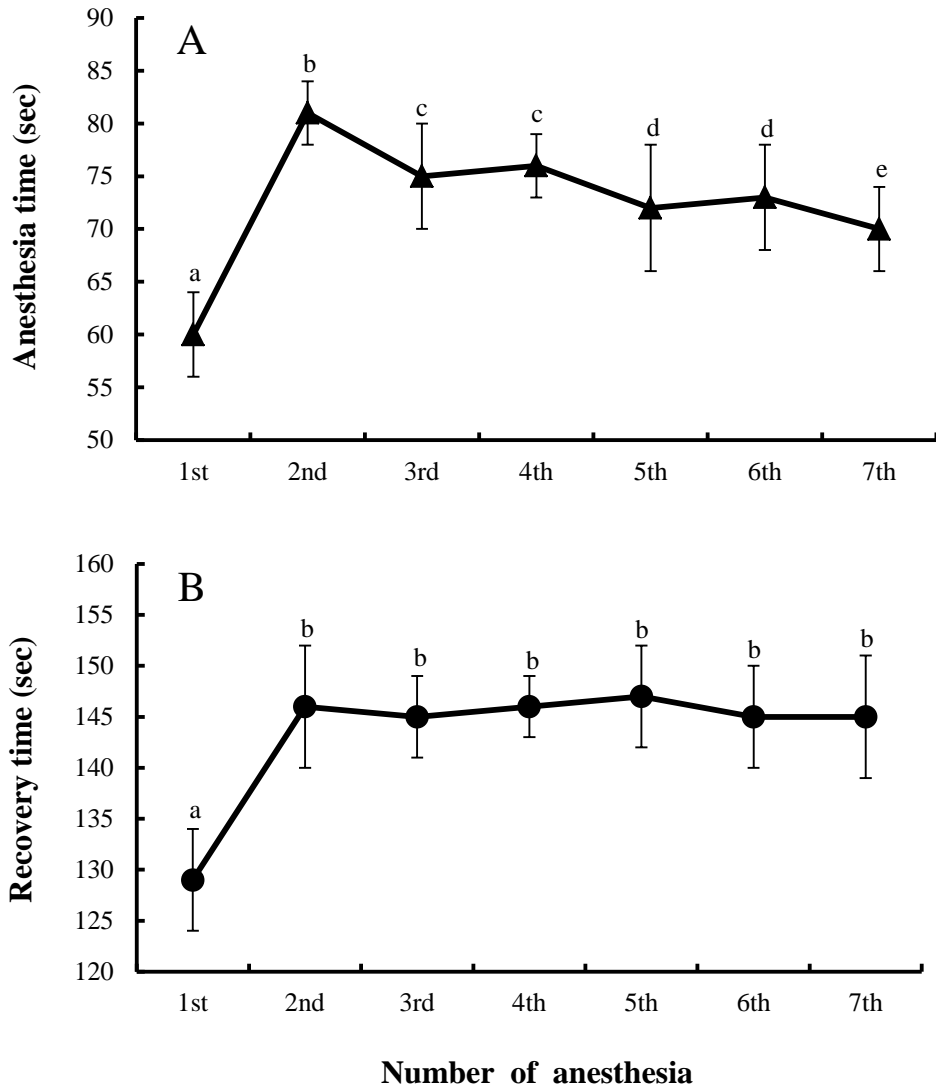 A
Anesthesia time (sec)
90
85
80
75
70
65
60
55
50
a
b
c
c
d
d
e
1st 2nd 3rd 4th 5th 6th 7th
B
Recovery time (sec)
160
155
150
145
140
135
130
125
120
a
b
b
b
b
b
b
1st 2nd 3rd 4th 5th 6th 7th
Number of anesthesia